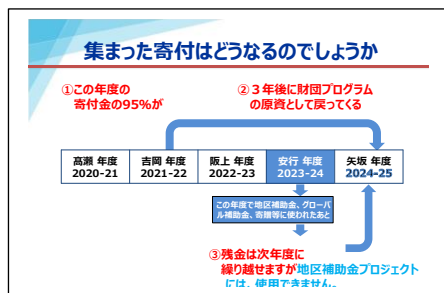 集まった寄付はどうなるのでしょうか
①この年度の
寄付金の95%が
②３年後に財団プログラム
の原資として戻ってくる
髙瀬 年度
2020-21
吉岡 年度
2021-22
阪上 年度
2022-23
安行 年度
2023-24
矢坂 年度
2024-25
この年度で地区補助金、グローバ
ル補助金、寄贈等に使われたあと
③残金は次年度に
繰り越せますが地区補助金プロジェクト
には、使用できません。